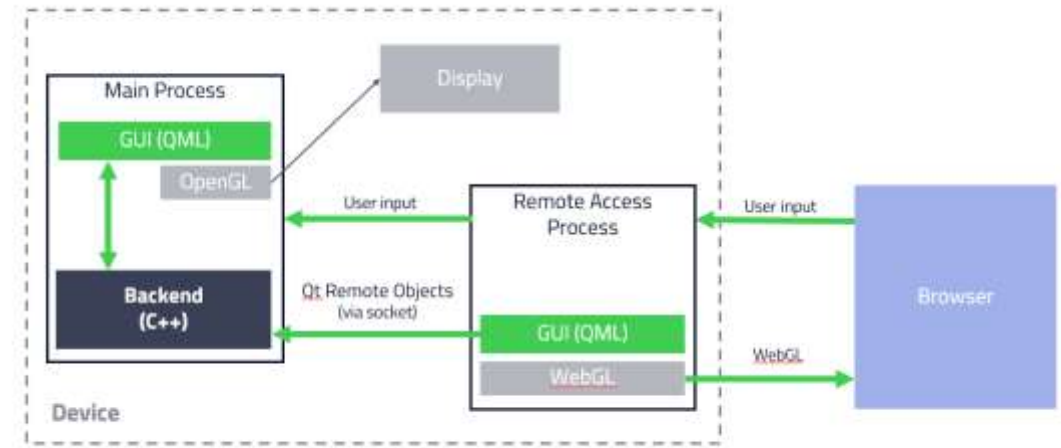 Main Process
GUI (QML)
OpenGL
Backend
(C++)
Device
Display
User input
Qt Remote Objects
(via socket)
Remote Access
Process
GUI (QML)
WebGL
User input
WebGL
Browser